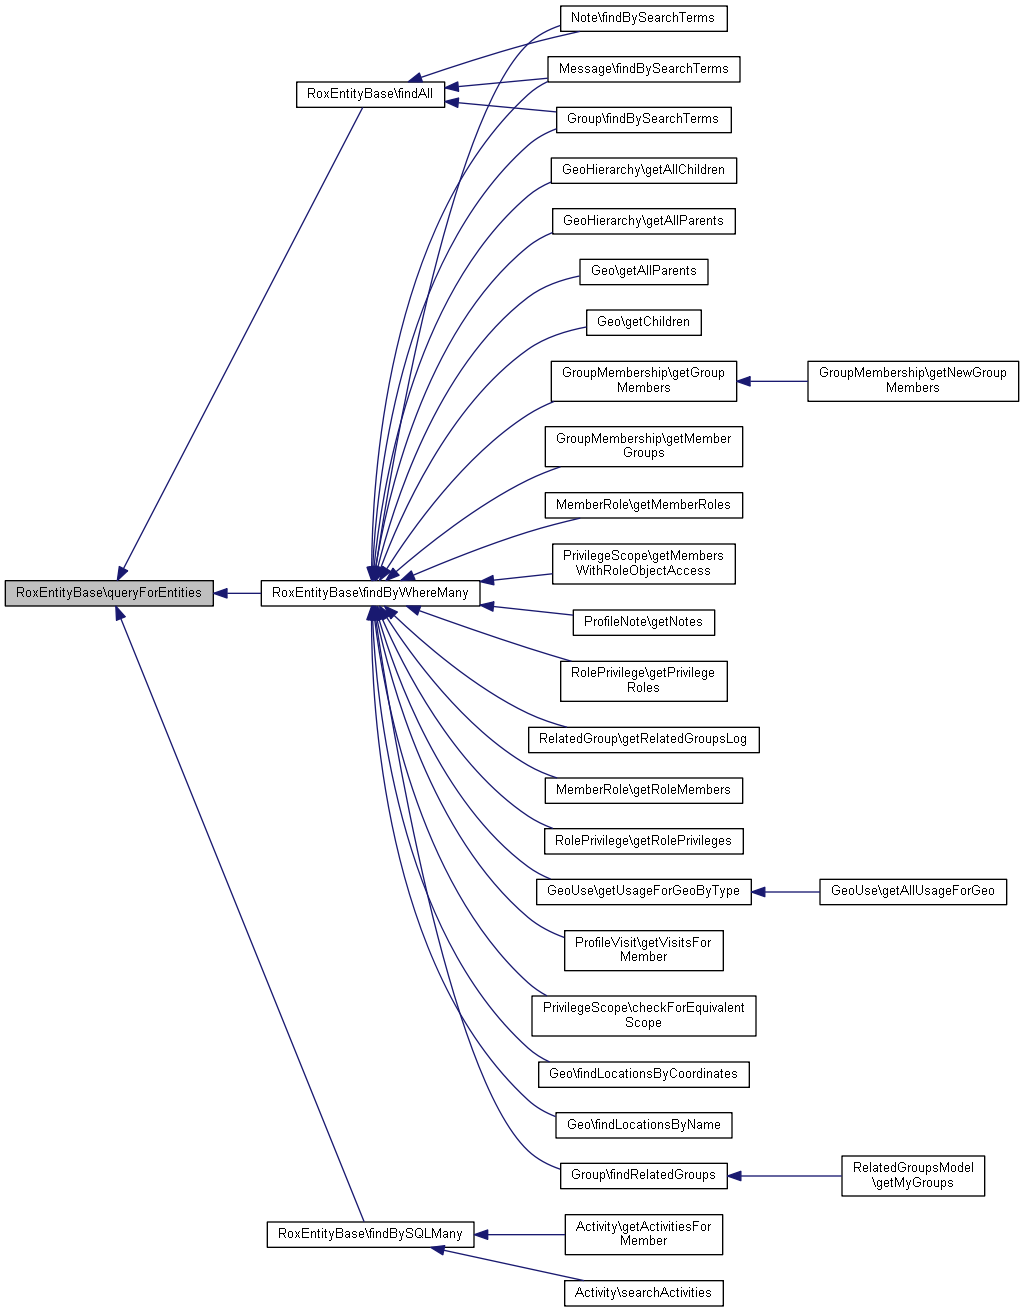 Note\findBySearchTerms
Message\findBySearchTerms
RoxEntityBase\findAll
Group\findBySearchTerms
GeoHierarchy\getAllChildren
GeoHierarchy\getAllParents
Geo\getAllParents
Geo\getChildren
GroupMembership\getGroup
Members
GroupMembership\getNewGroup
Members
GroupMembership\getMember
Groups
MemberRole\getMemberRoles
PrivilegeScope\getMembers
WithRoleObjectAccess
RoxEntityBase\queryForEntities
RoxEntityBase\findByWhereMany
ProfileNote\getNotes
RolePrivilege\getPrivilege
Roles
RelatedGroup\getRelatedGroupsLog
MemberRole\getRoleMembers
RolePrivilege\getRolePrivileges
GeoUse\getUsageForGeoByType
GeoUse\getAllUsageForGeo
ProfileVisit\getVisitsFor
Member
PrivilegeScope\checkForEquivalent
Scope
Geo\findLocationsByCoordinates
Geo\findLocationsByName
Group\findRelatedGroups
RelatedGroupsModel
\getMyGroups
RoxEntityBase\findBySQLMany
Activity\getActivitiesFor
Member
Activity\searchActivities